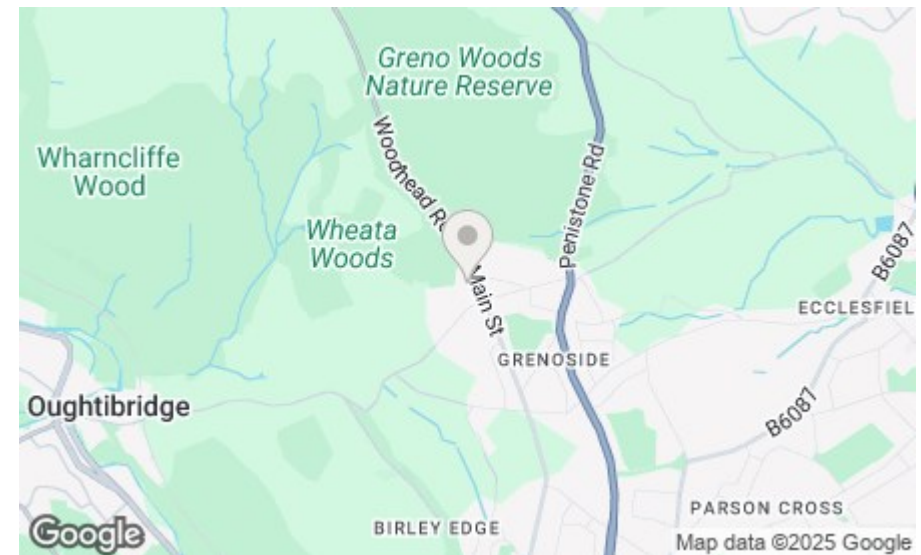 Greno Woods
Nature Reserve
Wharncliffe
Wood
Woodhead Rd
Penistone Rd
Wheata
Woods
B6087
Main St
ECCLESFIEL
GRENOSIDE
Oughtibridge
B6087
PARSON CROSS
Google
BIRLEY EDGE
Map data ©2025 Google